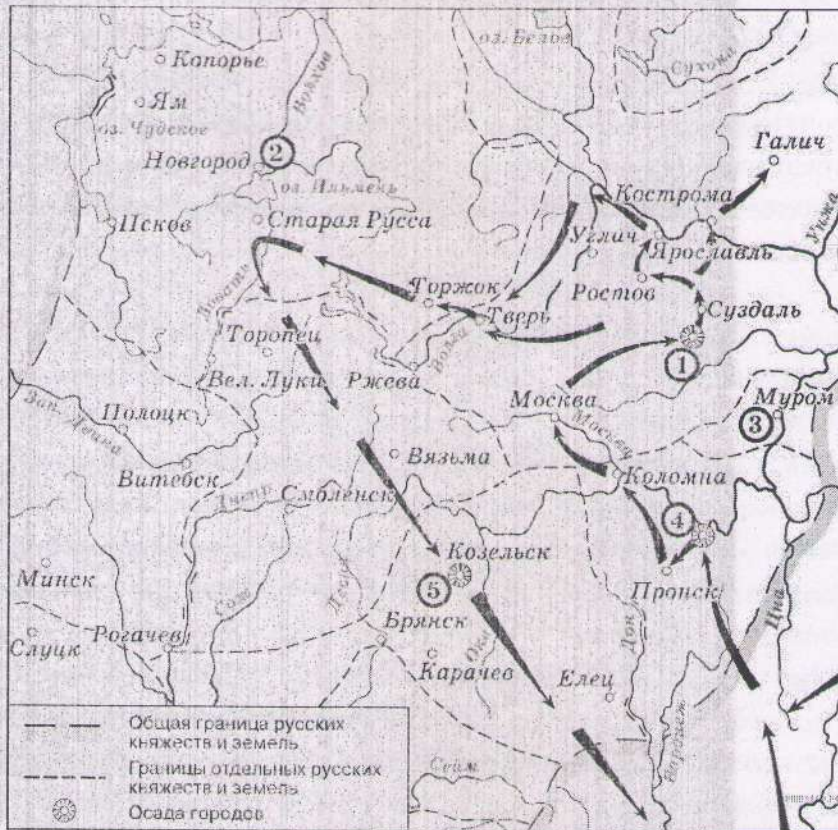 оз. Белое
Сухона
Копорье
Волхов
Ям
оз. Чудское
Галич
2
Новгород
оз. Ильмень
Кострома
Унжа
Псков
Старая Русса
Углич
Ярославль
Ростов
Ловать
Торжок
Суздаль
Тверь
Торопец
Волга
1
Вел. Луки
Ржева
Москва
Муром
Зап. Двина
Полоцк
Москва
3
Вязьма
Витебск
Коломна
Днепр
Смоленск
4
Козельск
Минск
Десна
5
Пронск
Сож
Цна
Слуцк
Рогачев
Брянск
Ока
Дон
Карачев
Елец
Общая граница русских
княжеств и земель
Границы отдельных русских
княжеств и земель
Сейм
Осада городов